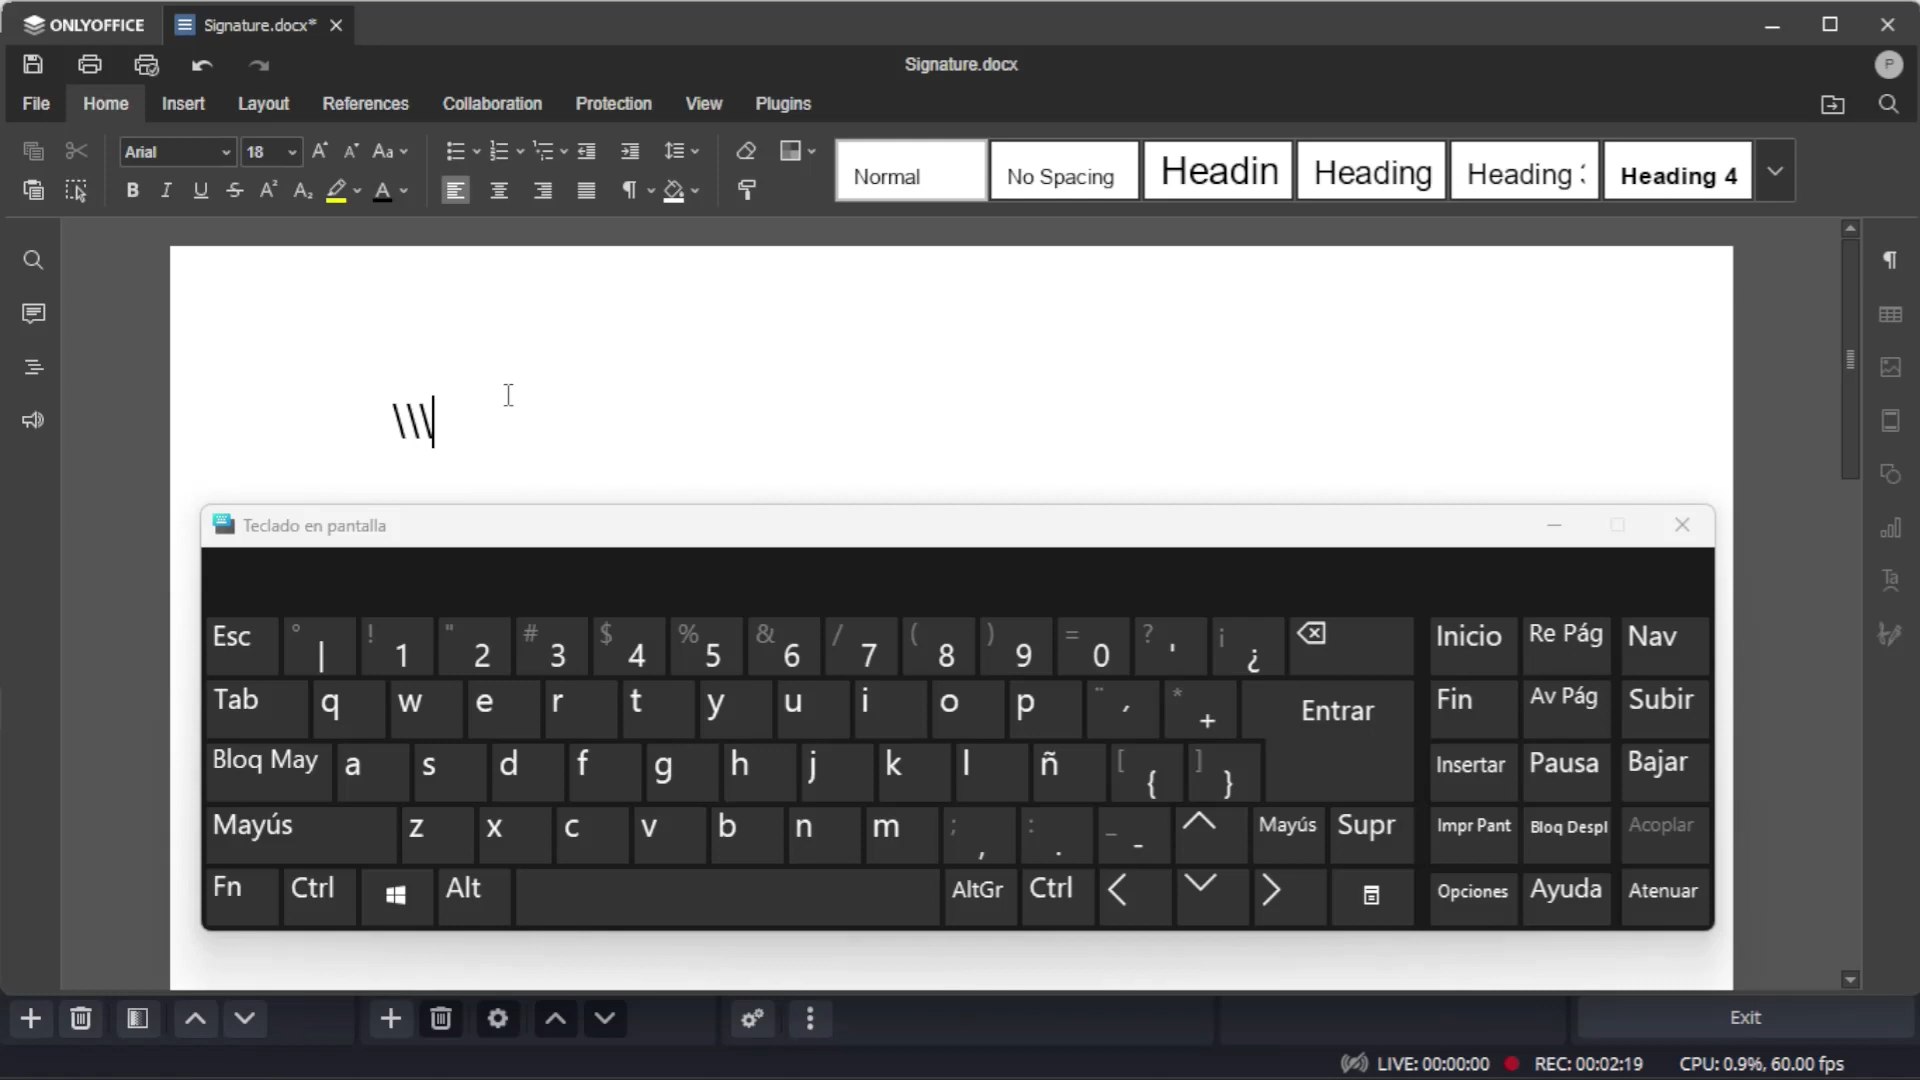 ONLYOFFICE Signature.docx*
Signature.docx P
File Home Insert Layout References Collaboration Protection View Plugins
Arial 18 Aa
Normal No Spacing Headin Heading Heading Heading 4
B I U S A² A₂ A
\\\
Teclado en pantalla
Esc ° | ! 1 " 2 # 3 $ 4 % 5 & 6 / 7 ( 8 ) 9 = 0 ? ' ¡ ¿ Inicio Re Pág Nav
Tab q w e r t y u i o p ¨ ´ * + Entrar Fin Av Pág Subir
Bloq May a s d f g h j k l ñ [ { ] } Insertar Pausa Bajar
Mayús z x c v b n m ; , : . _ - Mayús Supr Impr Pant Bloq Despl Acoplar
Fn Ctrl Alt AltGr Ctrl Opciones Ayuda Atenuar
Exit
LIVE: 00:00:00 REC: 00:02:19 CPU: 0.9%, 60.00 fps